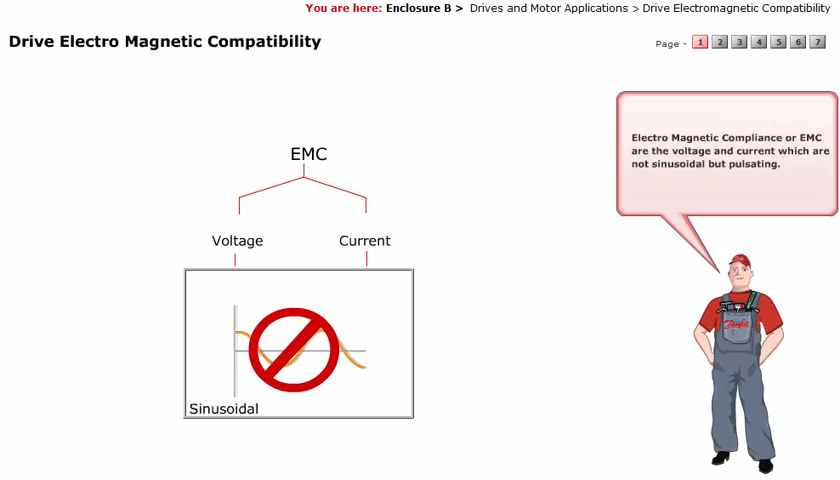 You are here: Enclosure B > Drives and Motor Applications > Drive Electromagnetic Compatibility
Drive Electro Magnetic Compatibility
Page - 1 2 3 4 5 6 7
Electro Magnetic Compliance or EMC
are the voltage and current which are
not sinusoidal but pulsating.
EMC
Voltage Current
Sinusoidal
Danfoss